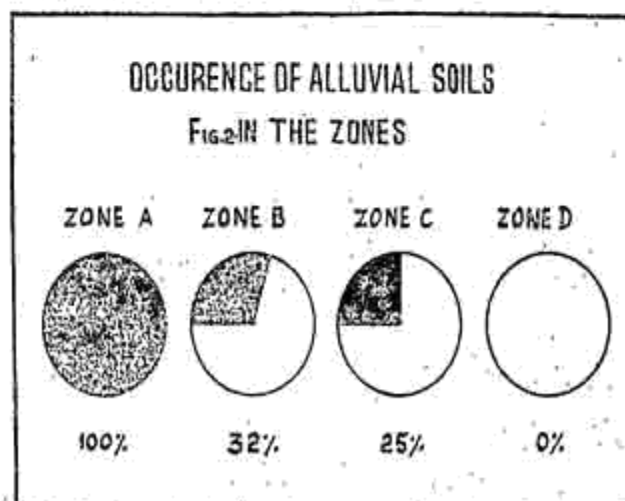 OCCURENCE OF ALLUVIAL SOILS
FIG.2 IN THE ZONES
ZONE A ZONE B ZONE C ZONE D
100% 32% 25% 0%